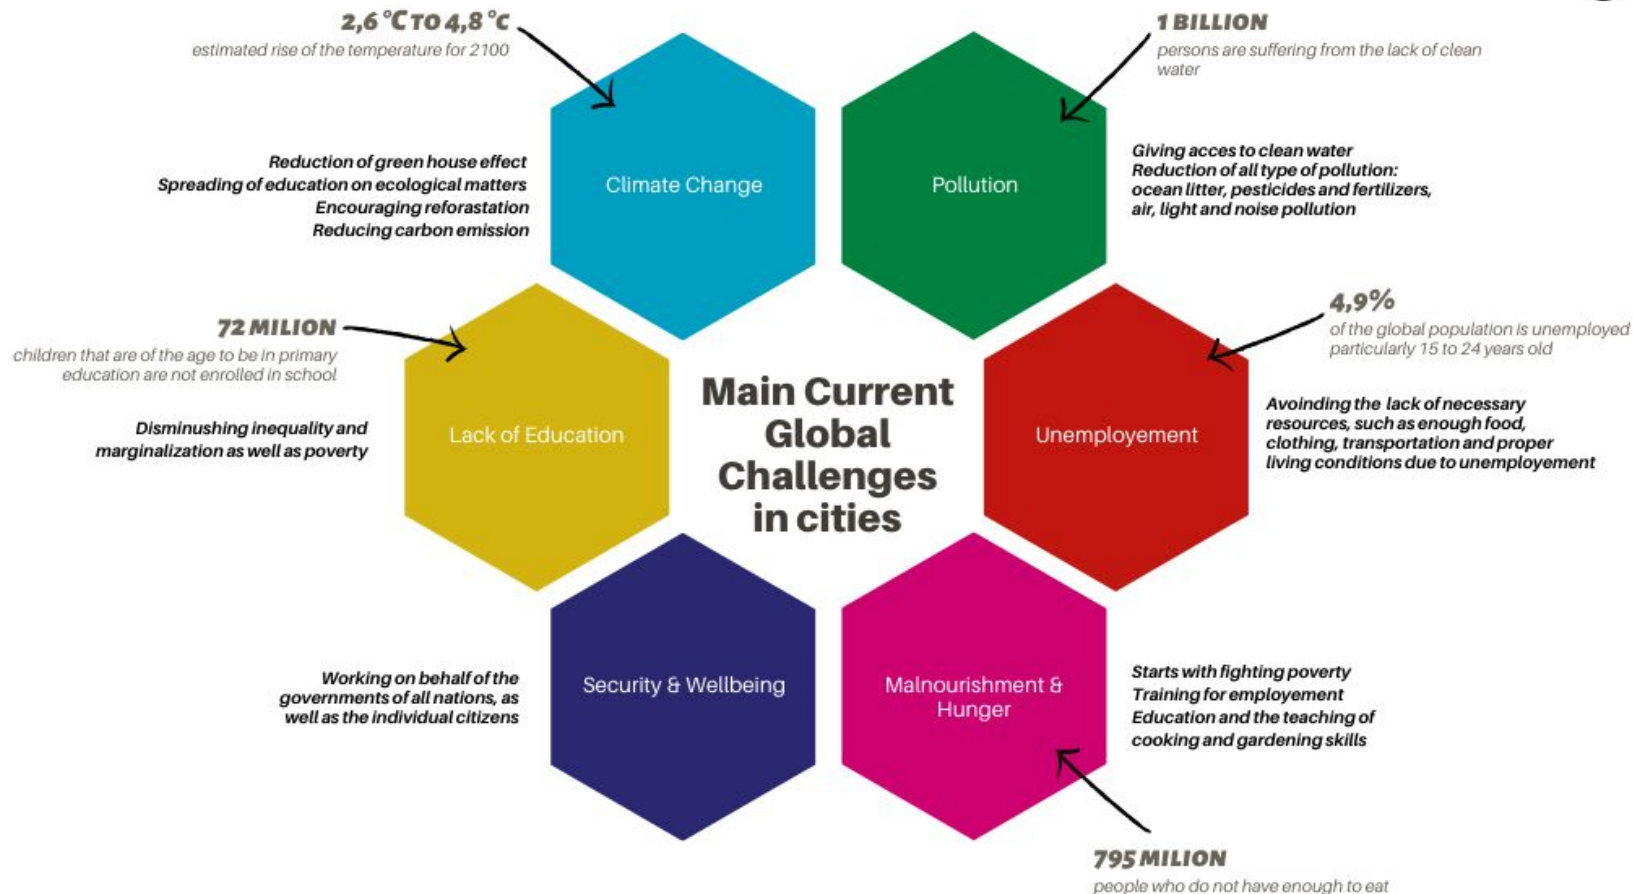 2,6 °C TO 4,8 °C
estimated rise of the temperature for 2100
Reduction of green house effect
Spreading of education on ecological matters
Encouraging reforastation
Reducing carbon emission
Climate Change
1 BILLION
persons are suffering from the lack of clean
water
Pollution
Giving acces to clean water
Reduction of all type of pollution:
ocean litter, pesticides and fertilizers,
air, light and noise pollution
72 MILION
children that are of the age to be in primary
education are not enrolled in school
Disminushing inequality and
marginalization as well as poverty
Lack of Education
Main Current
Global
Challenges
in cities
4,9%
of the global population is unemployed
particularly 15 to 24 years old
Unemployement
Avoinding the lack of necessary
resources, such as enough food,
clothing, transportation and proper
living conditions due to unemployement
Working on behalf of the
governments of all nations, as
well as the individual citizens
Security & Wellbeing
Malnourishment &
Hunger
Starts with fighting poverty
Training for employement
Education and the teaching of
cooking and gardening skills
795 MILION
people who do not have enough to eat